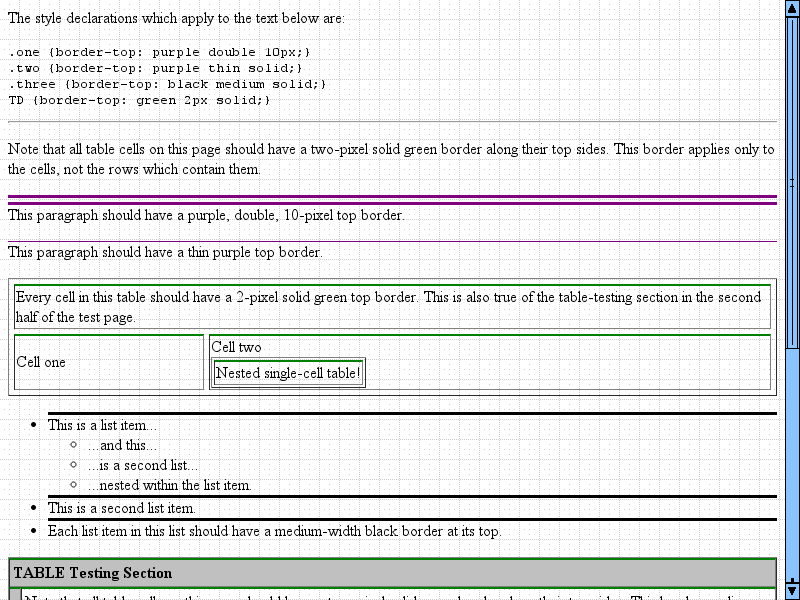 The style declarations which apply to the text below are:
.one {border-top: purple double 10px;}
.two {border-top: purple thin solid;}
.three {border-top: black medium solid;}
TD {border-top: green 2px solid;}
Note that all table cells on this page should have a two-pixel solid green border along their top sides. This border applies only to
the cells, not the rows which contain them.
This paragraph should have a purple, double, 10-pixel top border.
This paragraph should have a thin purple top border.
Every cell in this table should have a 2-pixel solid green top border. This is also true of the table-testing section in the second
half of the test page.
Cell one
Cell two
Nested single-cell table!
This is a list item...
...and this...
...is a second list...
...nested within the list item.
This is a second list item.
Each list item in this list should have a medium-width black border at its top.
TABLE Testing Section